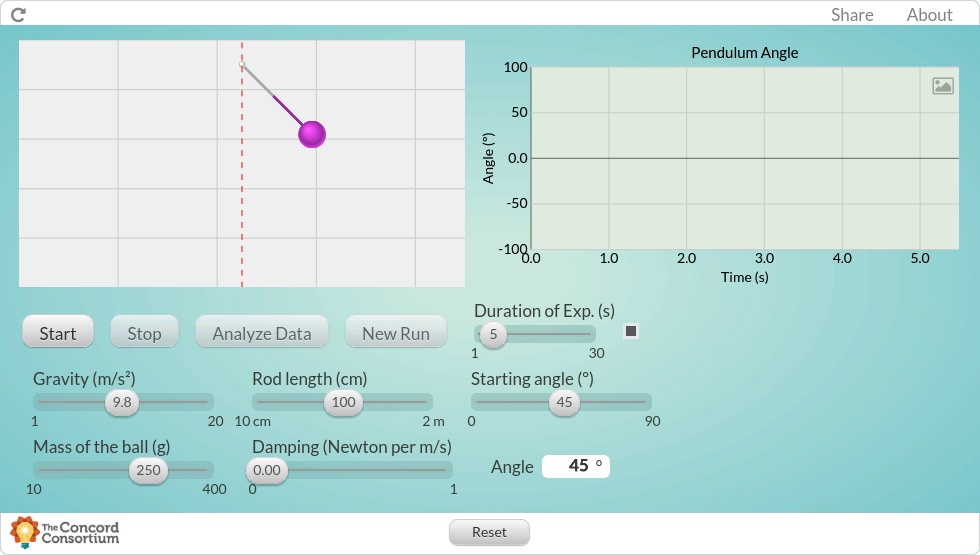 Share About
Pendulum Angle
100
50
0.0
-50
-100
Angle (°)
0.0 1.0 2.0 3.0 4.0 5.0
Time (s)
Start Stop Analyze Data New Run
Duration of Exp. (s)
5
1 30
Gravity (m/s²) Rod length (cm) Starting angle (°)
9.8 100 45
1 20 10 cm 2 m 0 90
Mass of the ball (g) Damping (Newton per m/s)
250 0.00
10 400 0 1
Angle 45 °
The Concord
Consortium
Reset